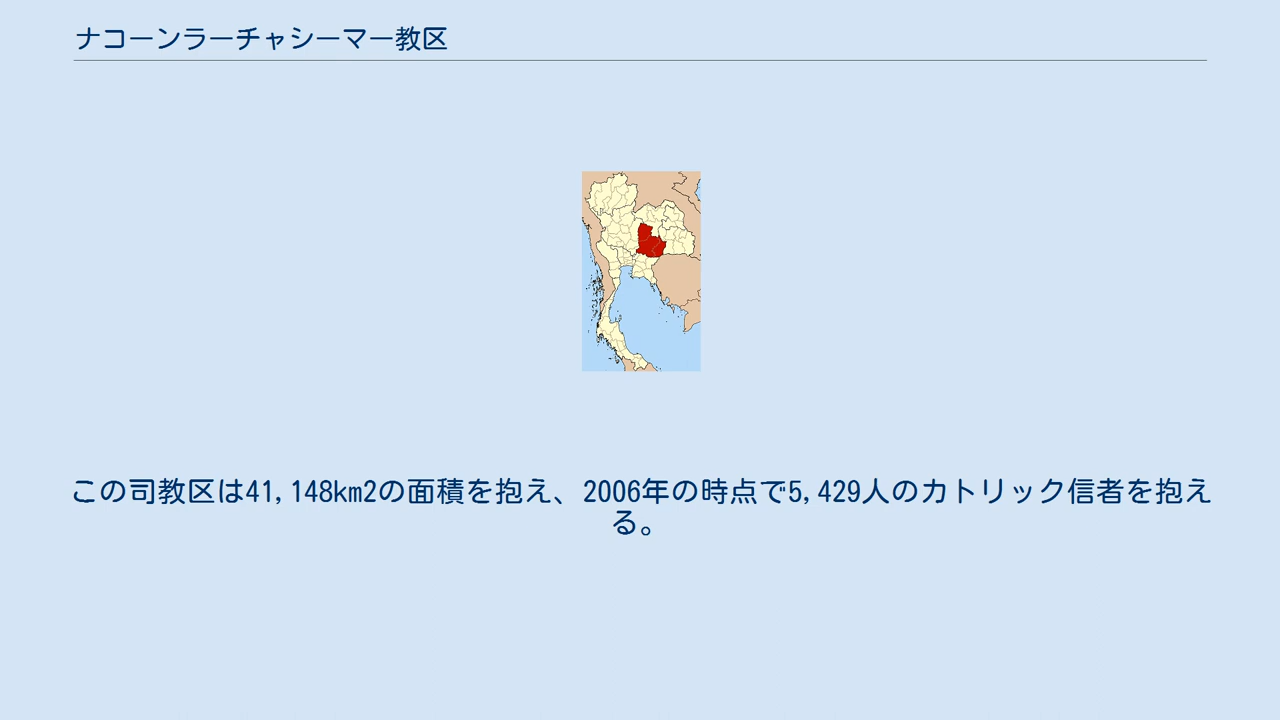 ナコーンラーチャシーマー教区
この司教区は41,148km2の面積を抱え、2006年の時点で5,429人のカトリック信者を抱え
る。